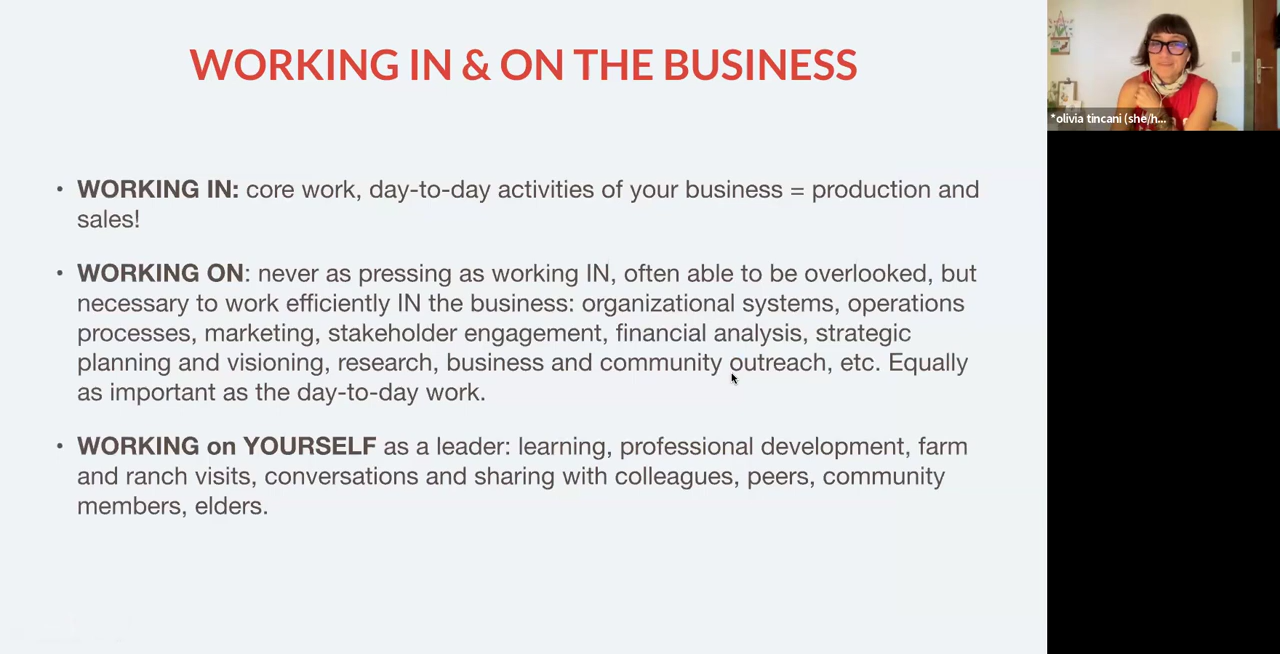 WORKING IN & ON THE BUSINESS
• WORKING IN: core work, day-to-day activities of your business = production and
sales!
• WORKING ON: never as pressing as working IN, often able to be overlooked, but
necessary to work efficiently IN the business: organizational systems, operations
processes, marketing, stakeholder engagement, financial analysis, strategic
planning and visioning, research, business and community outreach, etc. Equally
as important as the day-to-day work.
• WORKING on YOURSELF as a leader: learning, professional development, farm
and ranch visits, conversations and sharing with colleagues, peers, community
members, elders.
*olivia tincani (she/h...